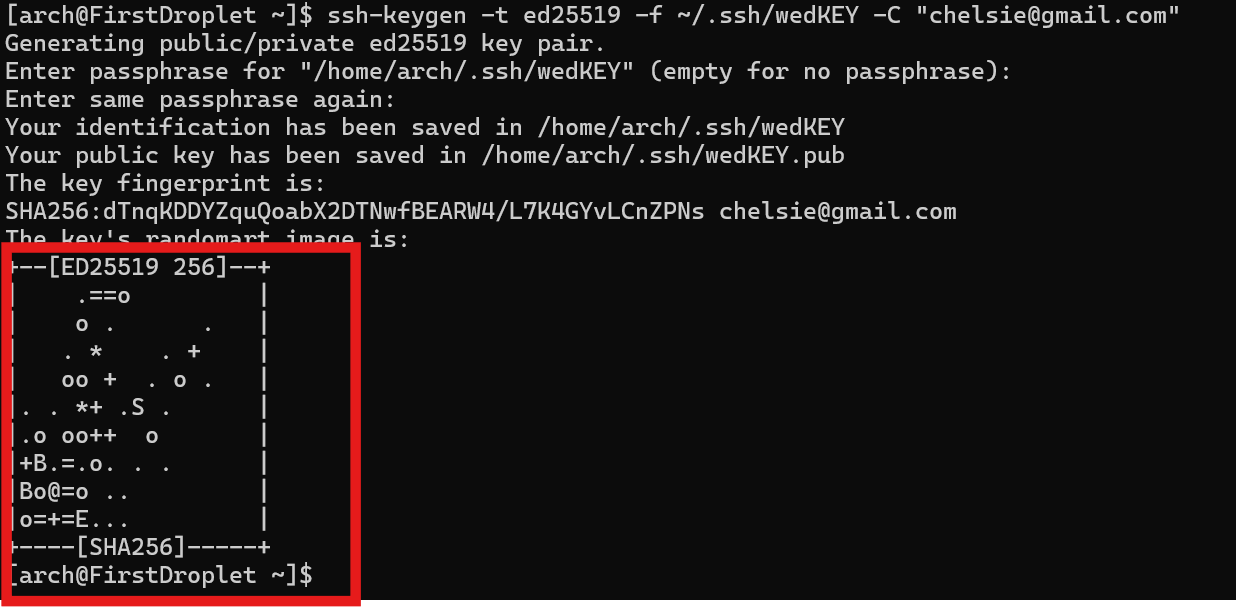 [arch@FirstDroplet ~]$ ssh-keygen -t ed25519 -f ~/.ssh/wedKEY -C "chelsie@gmail.com"
Generating public/private ed25519 key pair.
Enter passphrase for "/home/arch/.ssh/wedKEY" (empty for no passphrase):
Enter same passphrase again:
Your identification has been saved in /home/arch/.ssh/wedKEY
Your public key has been saved in /home/arch/.ssh/wedKEY.pub
The key fingerprint is:
SHA256:dTnqKDDYZquQoabX2DTNwfBEARW4/L7K4GYvLCnZPNs chelsie@gmail.com
The key's randomart image is:
+--[ED25519 256]--+
|    .==o         |
|    o .      .   |
|   . *    . +    |
|   oo +  . o .   |
|. . *+ .S .      |
|.o oo++  o       |
|+B.=.o. . .      |
|Bo@=o ..         |
|o=+=E...         |
+----[SHA256]-----+
[arch@FirstDroplet ~]$